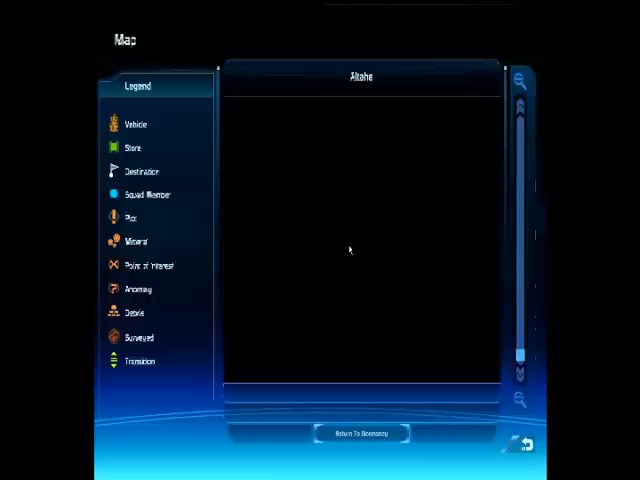 Map
Altahe
Legend
Vehicle
Store
Destination
Squad Member
Plot
Mineral
Point of Interest
Anomaly
Debris
Surveyed
Transition
Return To Normandy